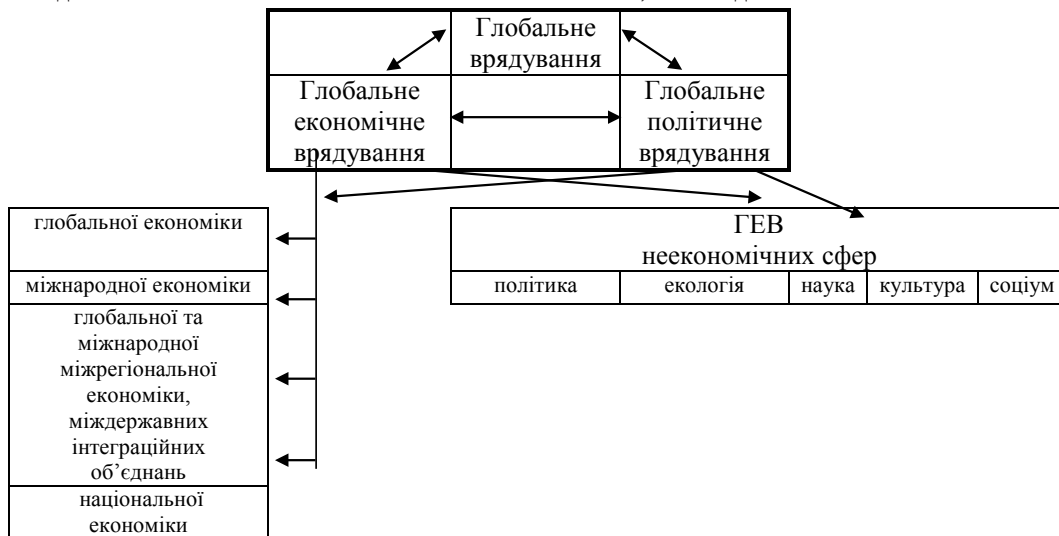 Глобальне
врядування
Глобальне
економічне
врядування
Глобальне
політичне
врядування
глобальної економіки
міжнародної економіки
глобальної та
міжнародної
міжрегіональної
економіки,
міждержавних
інтеграційних
об’єднань
національної
економіки
ГЕВ
неекономічних сфер
політика
екологія
наука
культура
соціум